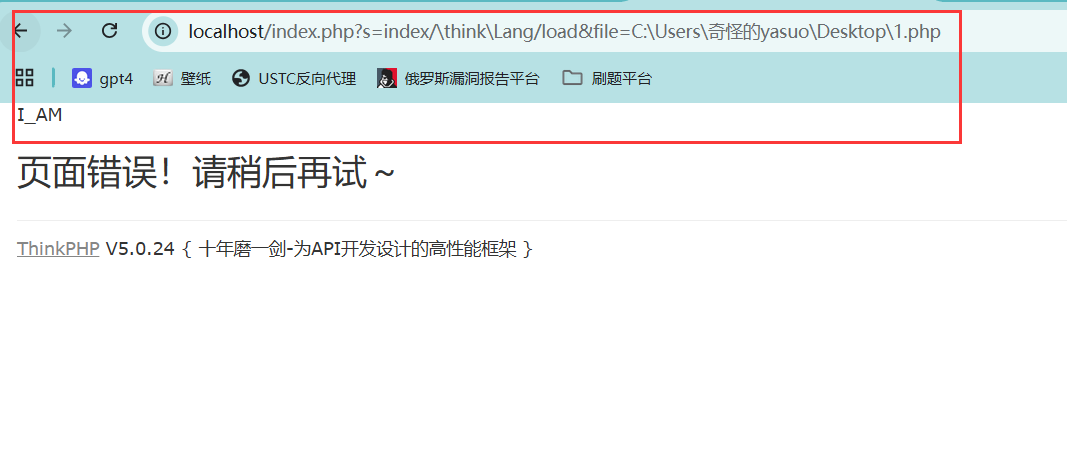 localhost/index.php?s=index/\think\Lang/load&file=C:\Users\奇怪的yasuo\Desktop\1.php
gpt4 壁纸 USTC反向代理 俄罗斯漏洞报告平台 刷题平台
I_AM
页面错误！请稍后再试～
ThinkPHP V5.0.24 { 十年磨一剑-为API开发设计的高性能框架 }